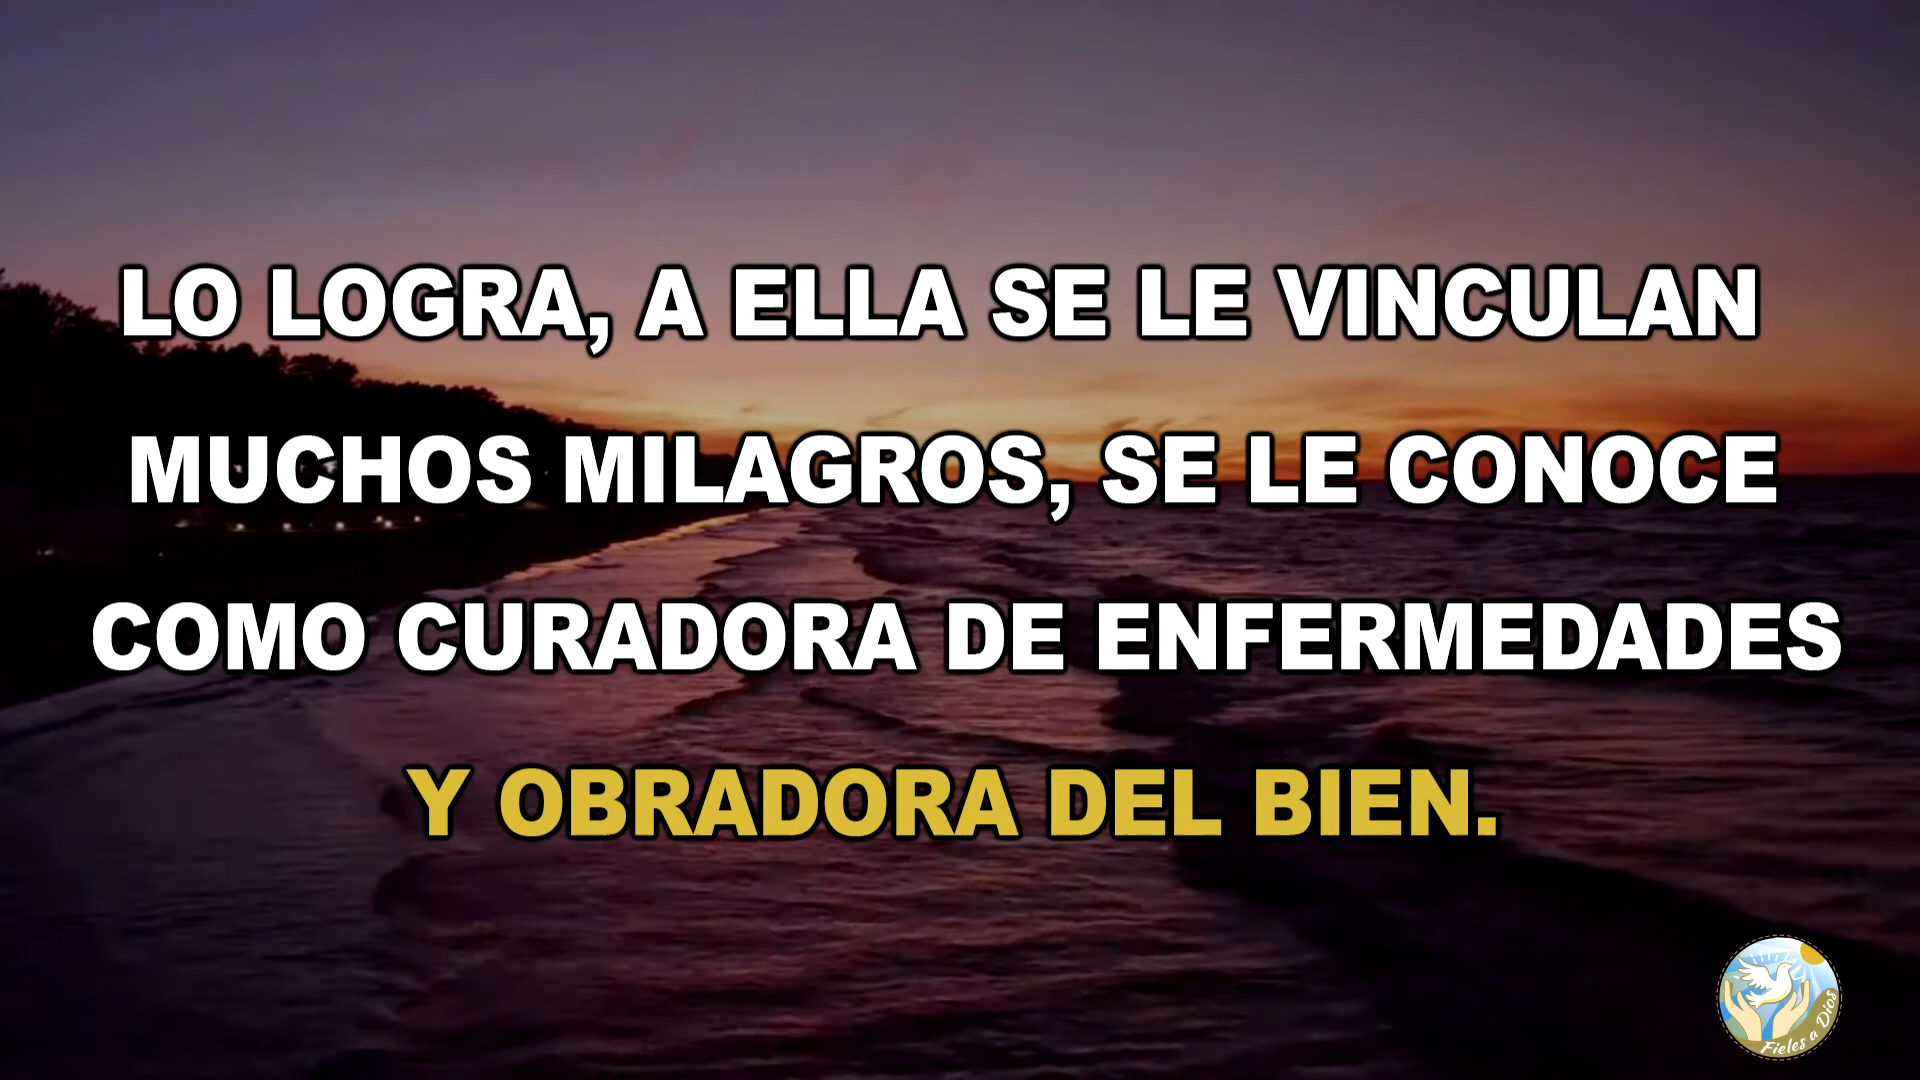 LO LOGRA, A ELLA SE LE VINCULAN
MUCHOS MILAGROS, SE LE CONOCE
COMO CURADORA DE ENFERMEDADES
Y OBRADORA DEL BIEN.
Fieles a Dios